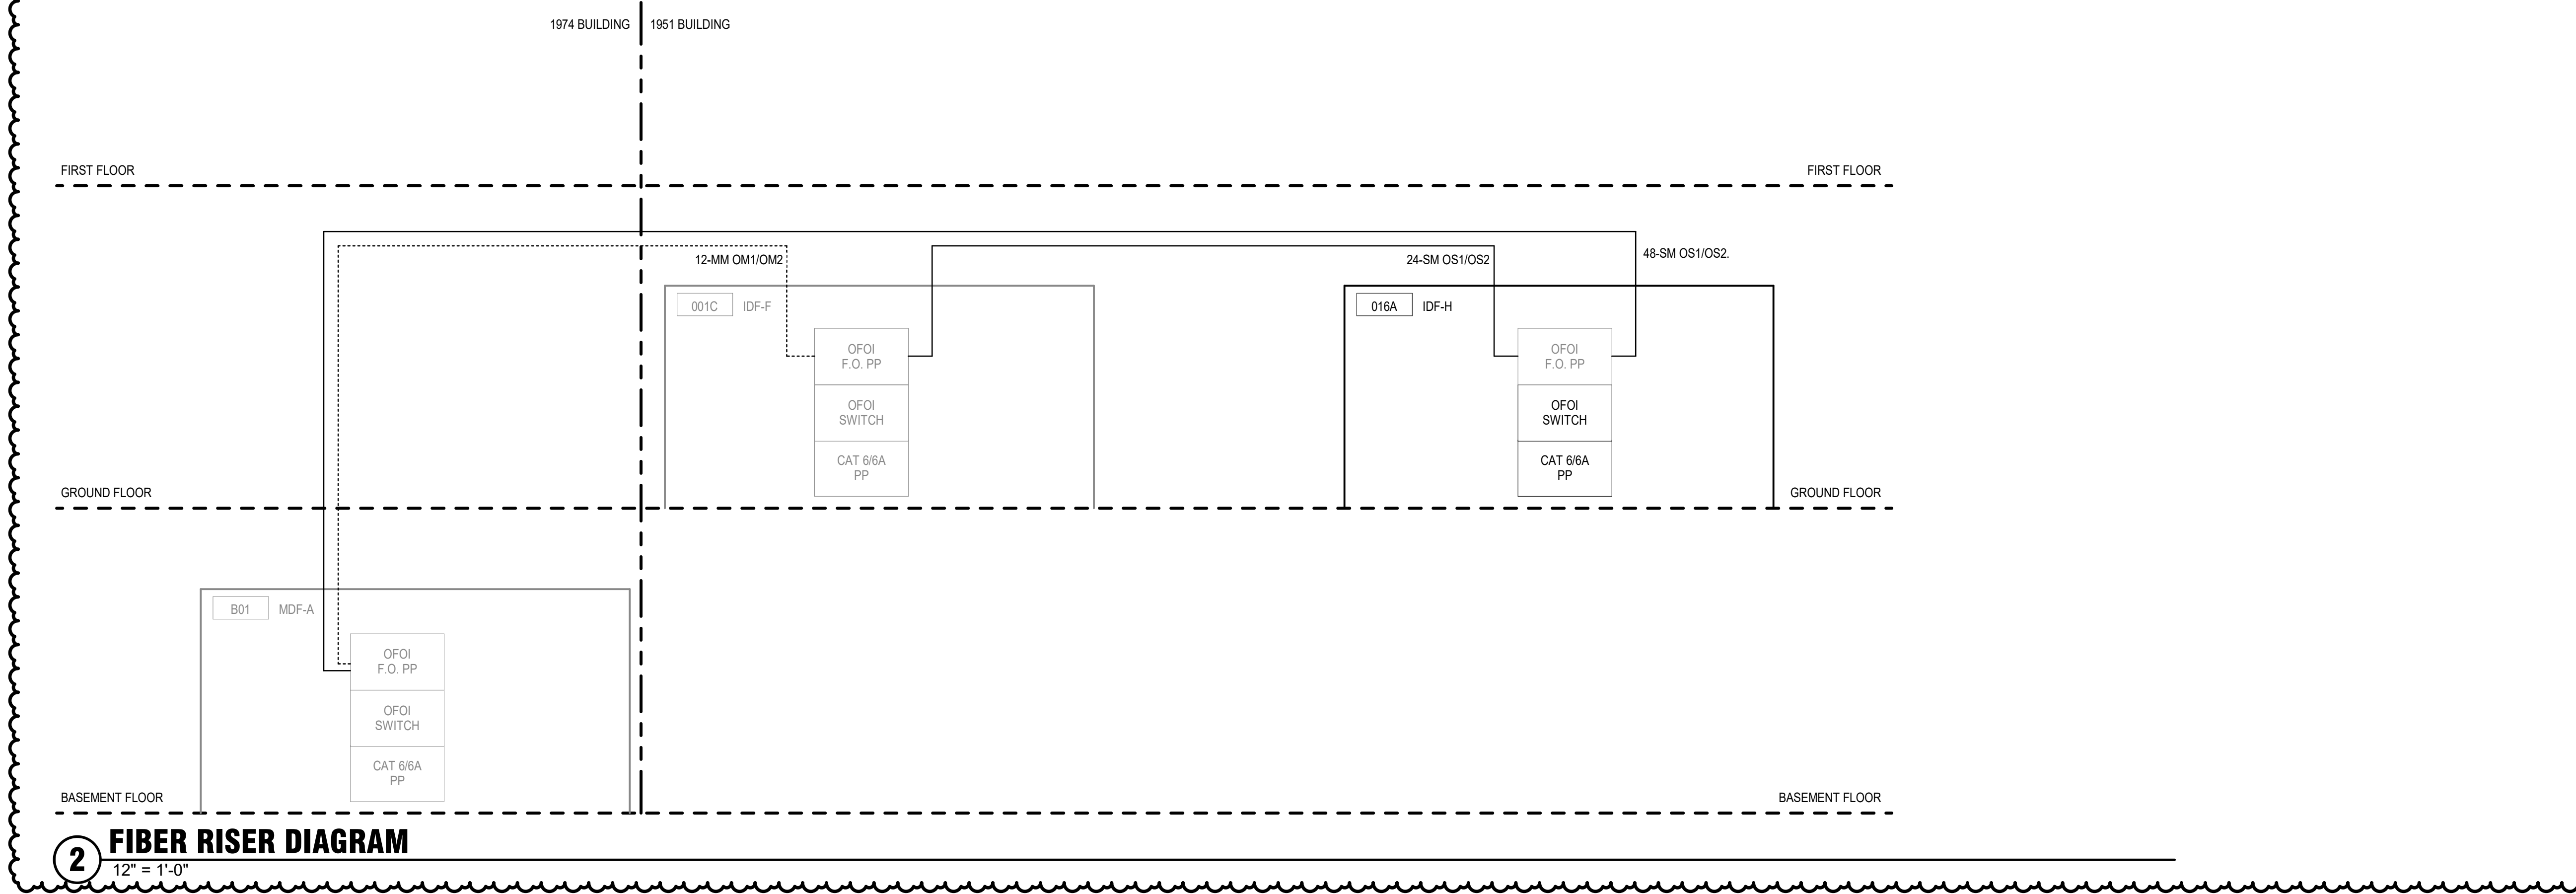 1974 BUILDING
1951 BUILDING
FIRST FLOOR
FIRST FLOOR
12-MM OM1/OM2
24-SM OS1/OS2
48-SM OS1/OS2.
001C
IDF-F
OFOI
F.O. PP
OFOI
SWITCH
CAT 6/6A
PP
016A
IDF-H
OFOI
F.O. PP
OFOI
SWITCH
CAT 6/6A
PP
GROUND FLOOR
GROUND FLOOR
B01
MDF-A
OFOI
F.O. PP
OFOI
SWITCH
CAT 6/6A
PP
BASEMENT FLOOR
BASEMENT FLOOR
2
FIBER RISER DIAGRAM
12" = 1'-0"